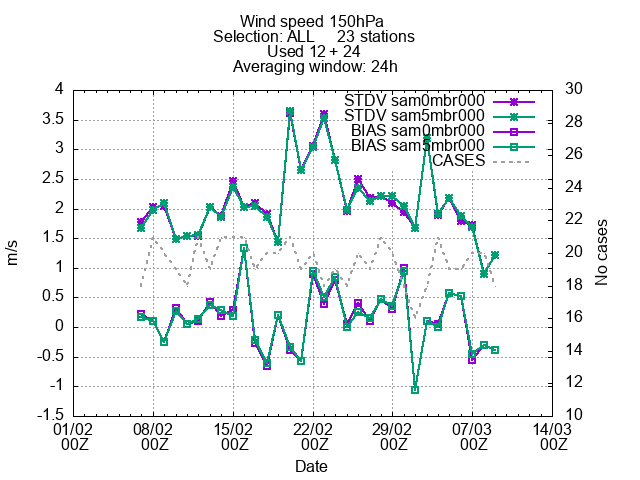 Wind speed 150hPa
Selection: ALL 23 stations
Used 12 + 24
Averaging window: 24h
STDV sam0mbr000
STDV sam5mbr000
BIAS sam0mbr000
BIAS sam5mbr000
CASES
4
3.5
3
2.5
2
1.5
1
0.5
0
-0.5
-1
-1.5
m/s
30
28
26
24
22
20
18
16
14
12
10
No cases
01/02 08/02 15/02 22/02 29/02 07/03 14/03
00Z 00Z 00Z 00Z 00Z 00Z 00Z
Date